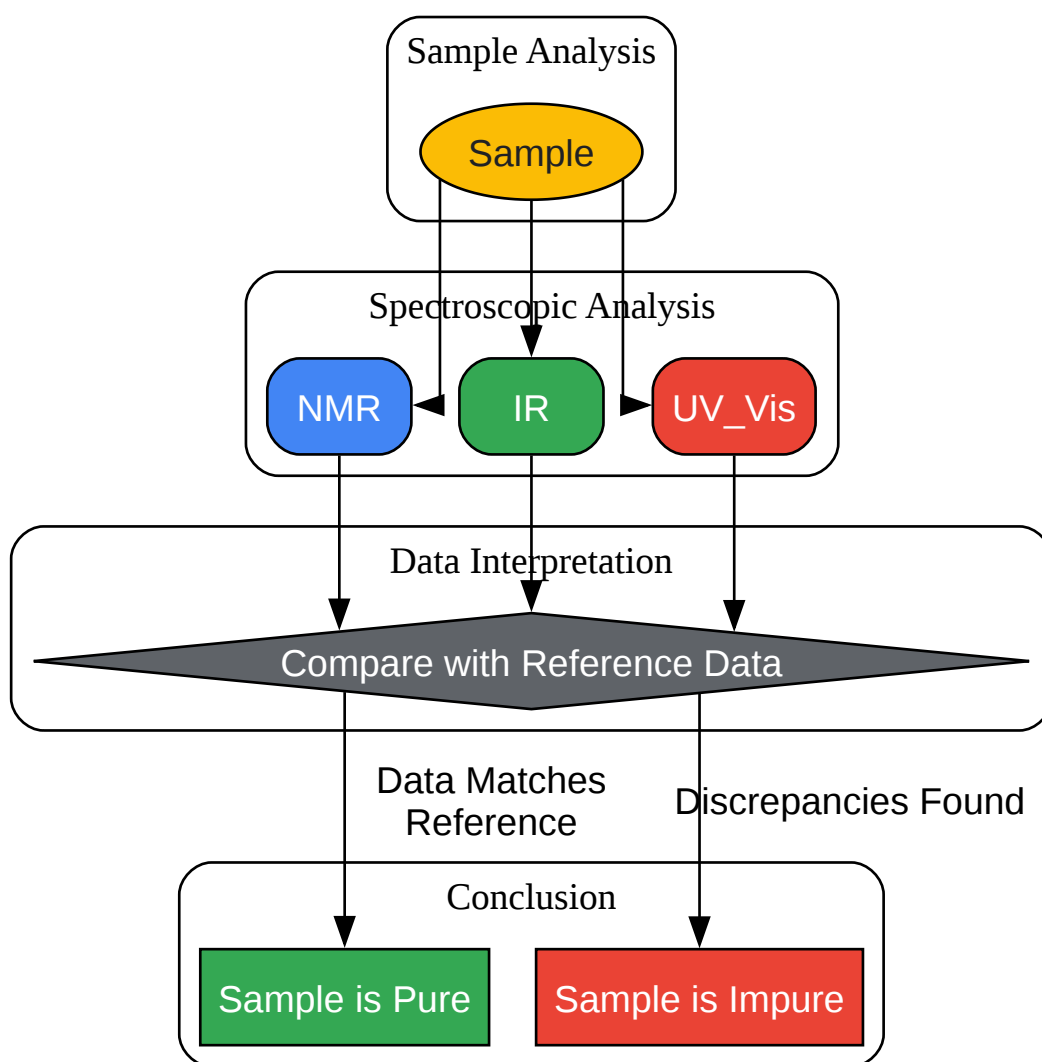 Sample Analysis
Sample
Spectroscopic Analysis
NMR
IR
UV_Vis
Data Interpretation
Compare with Reference Data
Data Matches
Reference
Discrepancies Found
Conclusion
Sample is Pure
Sample is Impure